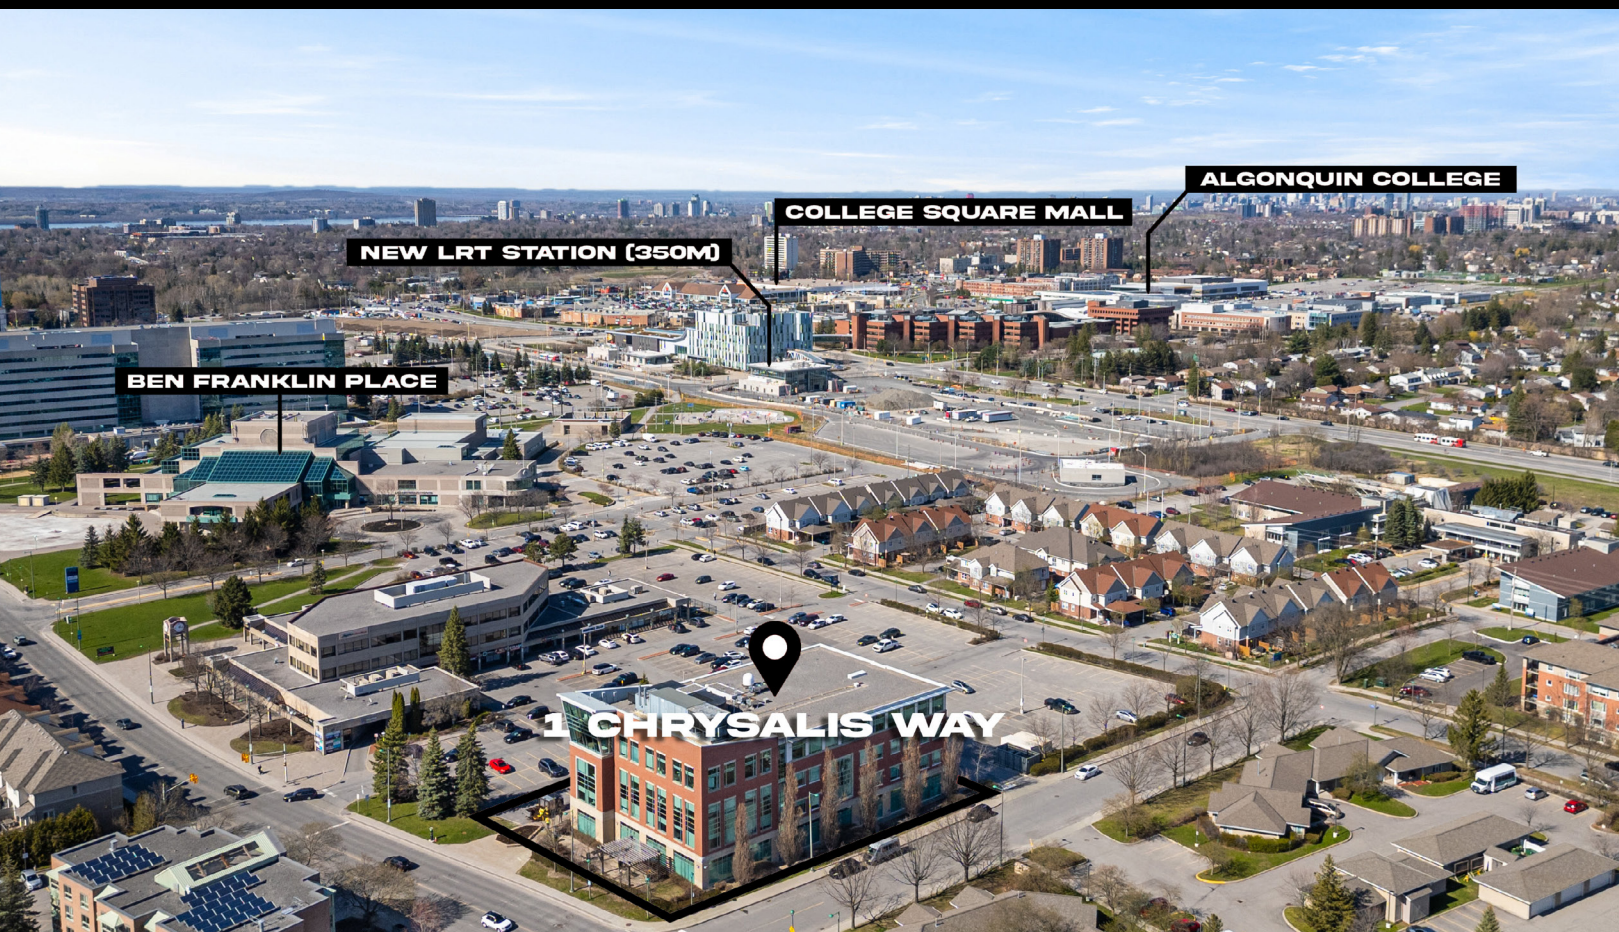 ALGONQUIN COLLEGE
COLLEGE SQUARE MALL
NEW LRT STATION (350M)
BEN FRANKLIN PLACE
1 CHRYSALIS WAY